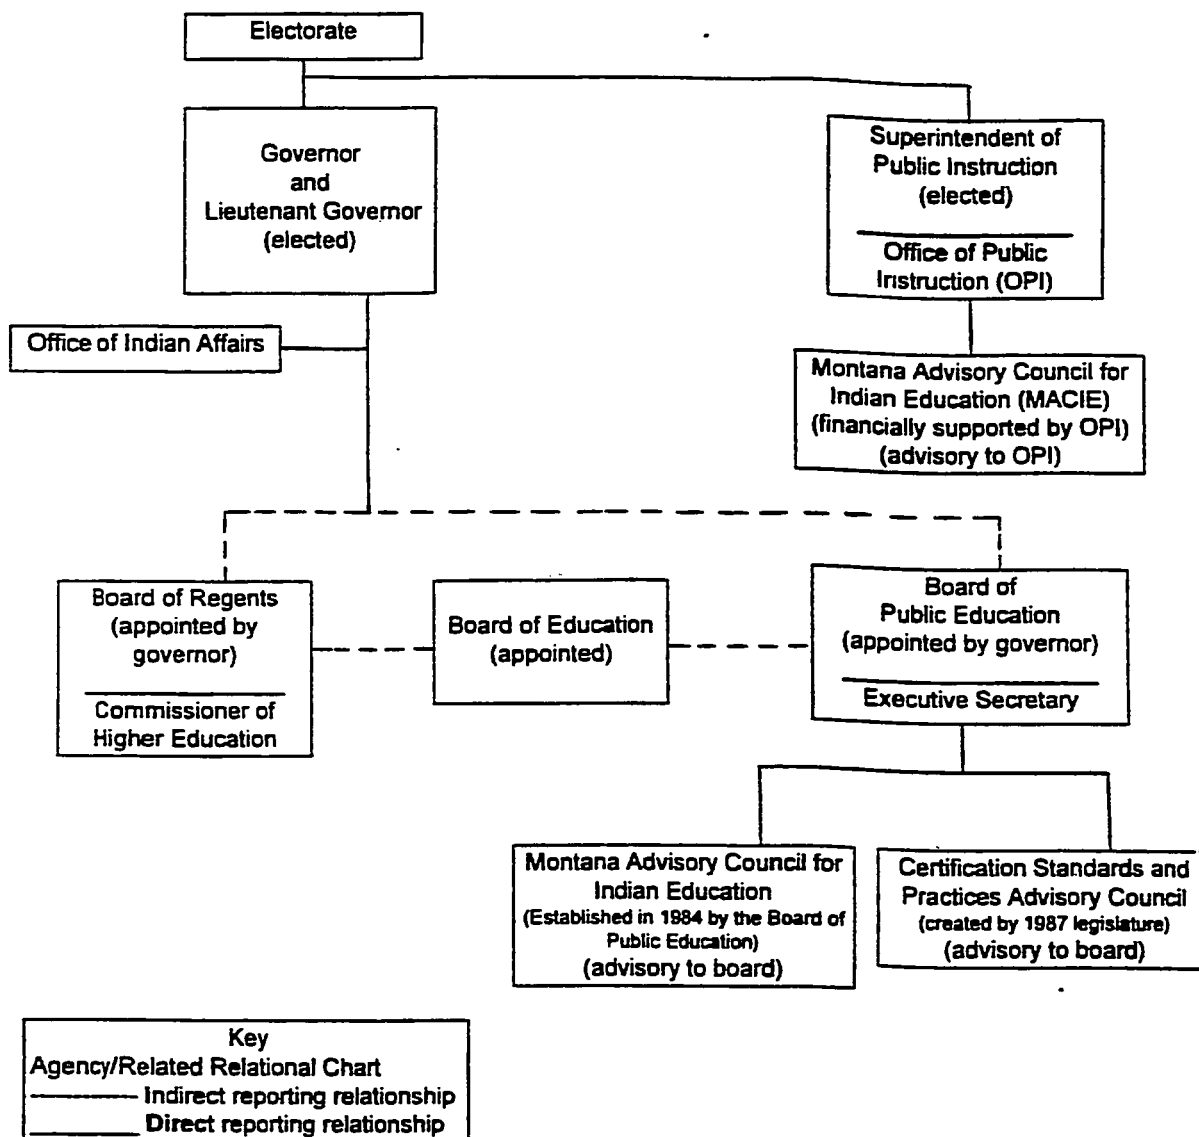 Electorate
Governor
and
Lieutenant Governor
(elected)
Superintendent of
Public Instruction
(elected)
Office of Public
Instruction (OPI)
Office of Indian Affairs
Montana Advisory Council for
Indian Education (MACIE)
(financially supported by OPI)
(advisory to OPI)
Board of Regents
(appointed by
governor)
Commissioner of
Higher Education
Board of Education
(appointed)
Board of
Public Education
(appointed by governor)
Executive Secretary
Montana Advisory Council for
Indian Education
(Established in 1984 by the Board of
Public Education)
(advisory to board)
Certification Standards and
Practices Advisory Council
(created by 1987 legislature)
(advisory to board)
Key
Agency/Related Relational Chart
Indirect reporting relationship
Direct reporting relationship